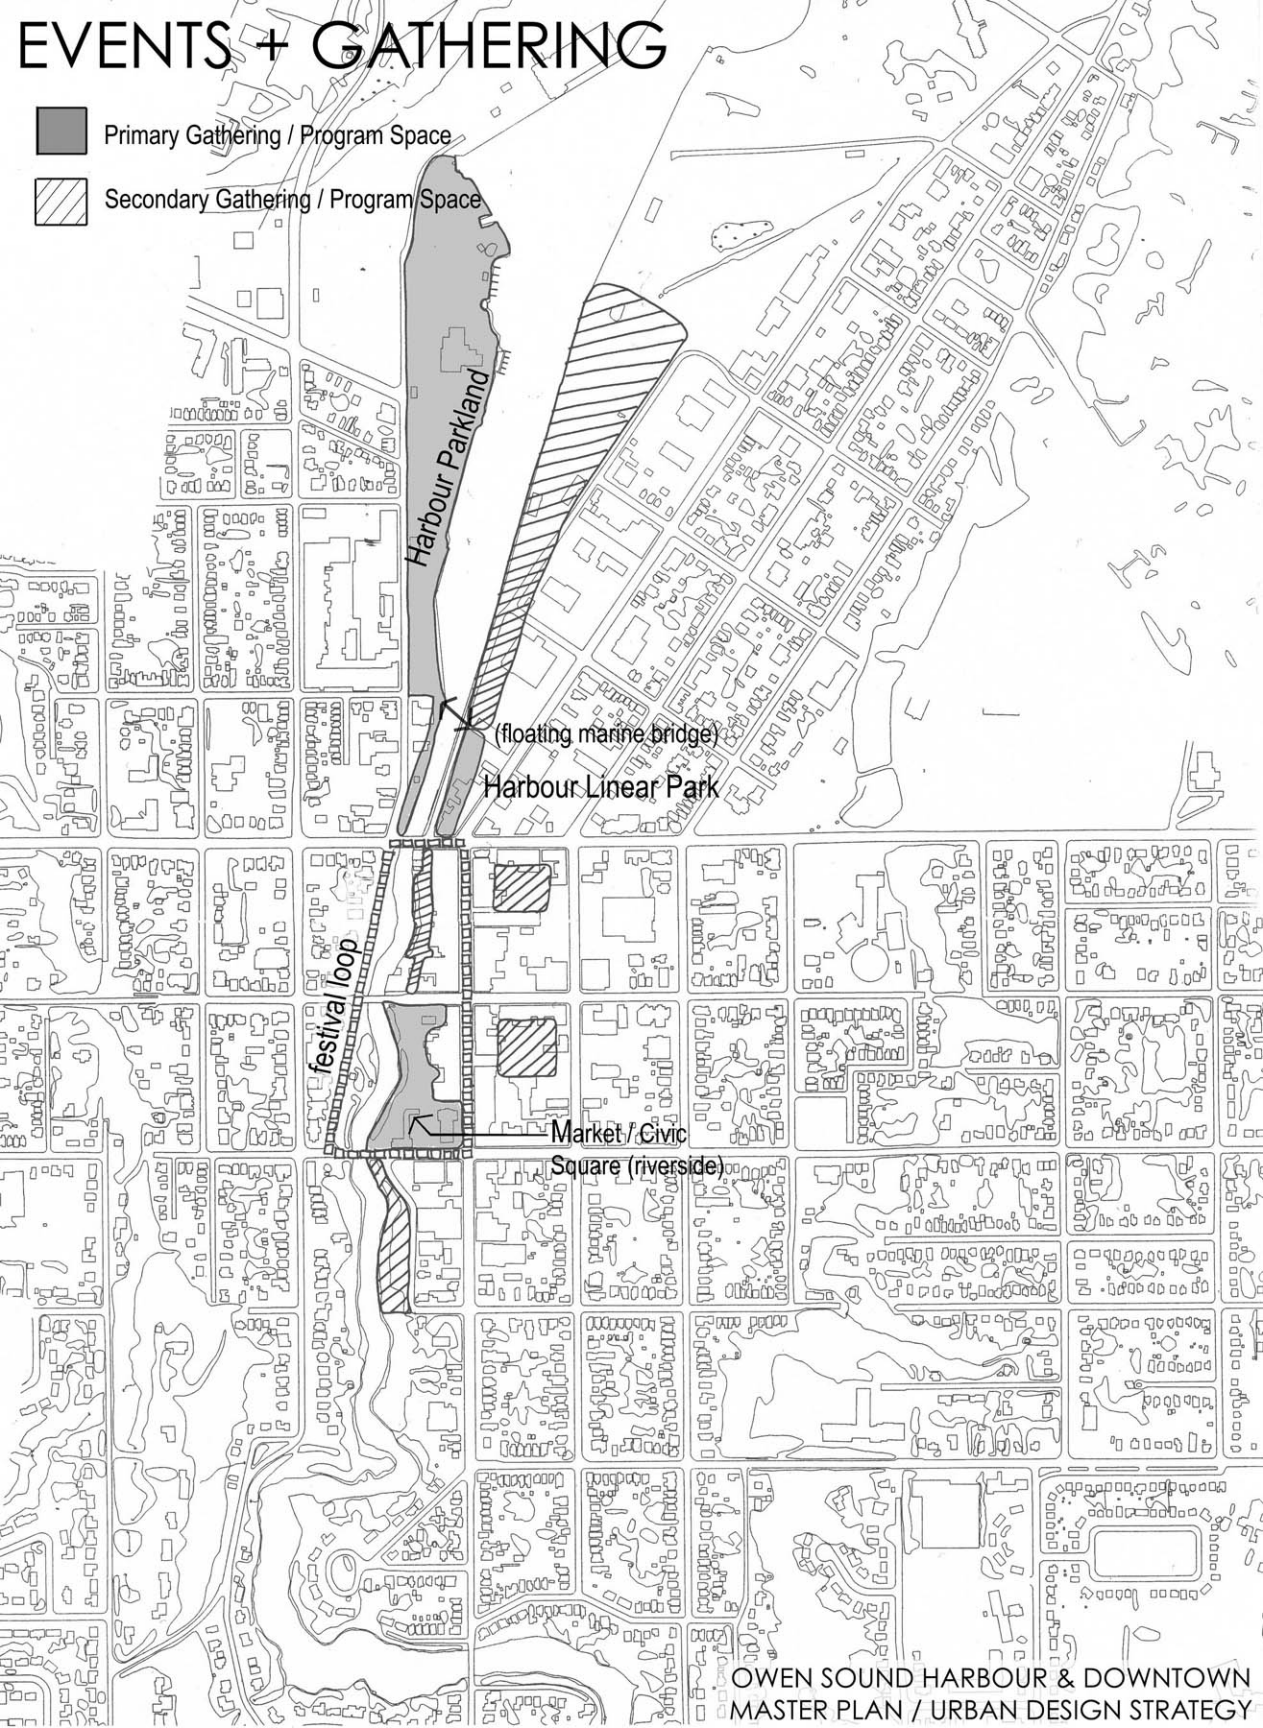 EVENTS + GATHERING
Primary Gathering / Program Space
Secondary Gathering / Program Space
Harbour Parkland
(floating marine bridge)
Harbour Linear Park
festival loop
Market / Civic
Square (riverside)
OWEN SOUND HARBOUR & DOWNTOWN
MASTER PLAN / URBAN DESIGN STRATEGY